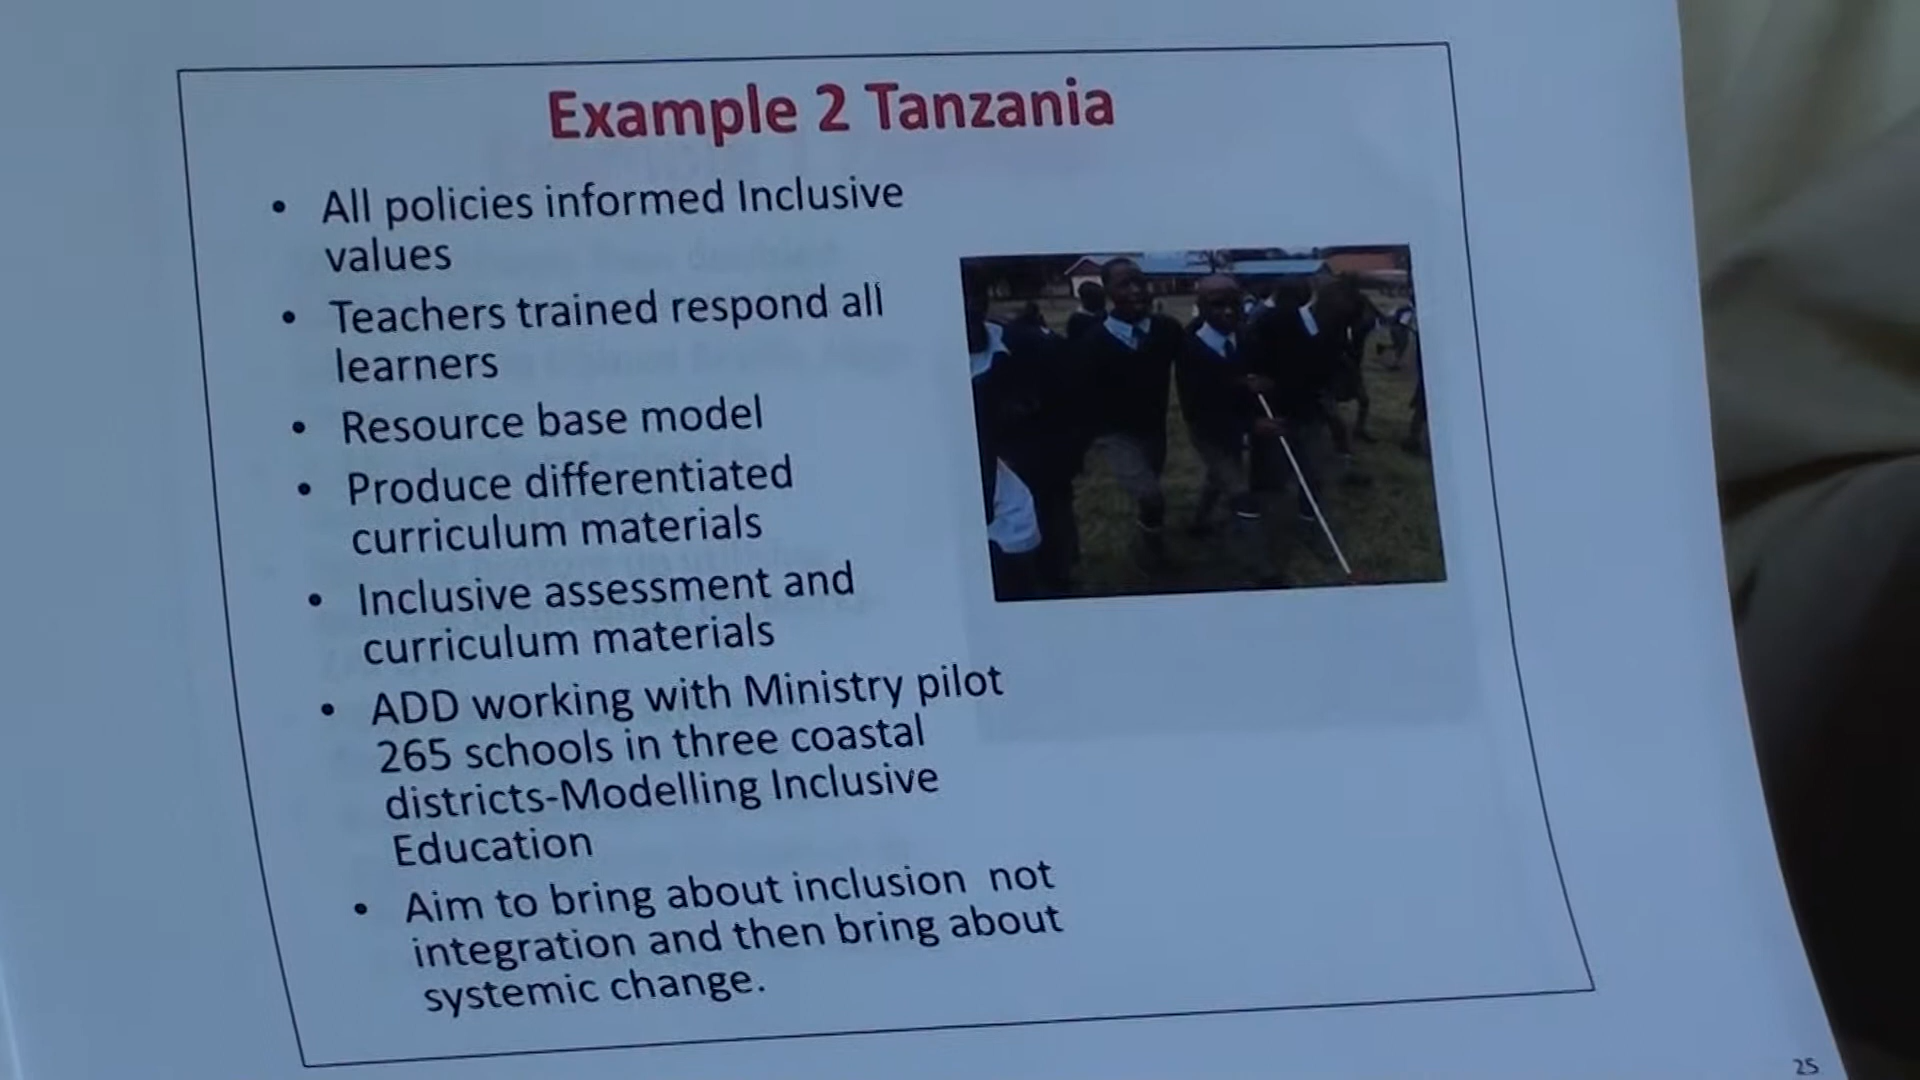 Example 2 Tanzania
• All policies informed Inclusive
values
• Teachers trained respond all
learners
• Resource base model
• Produce differentiated
curriculum materials
• Inclusive assessment and
curriculum materials
• ADD working with Ministry pilot
265 schools in three coastal
districts-Modelling Inclusive
Education
• Aim to bring about inclusion not
integration and then bring about
systemic change.
25